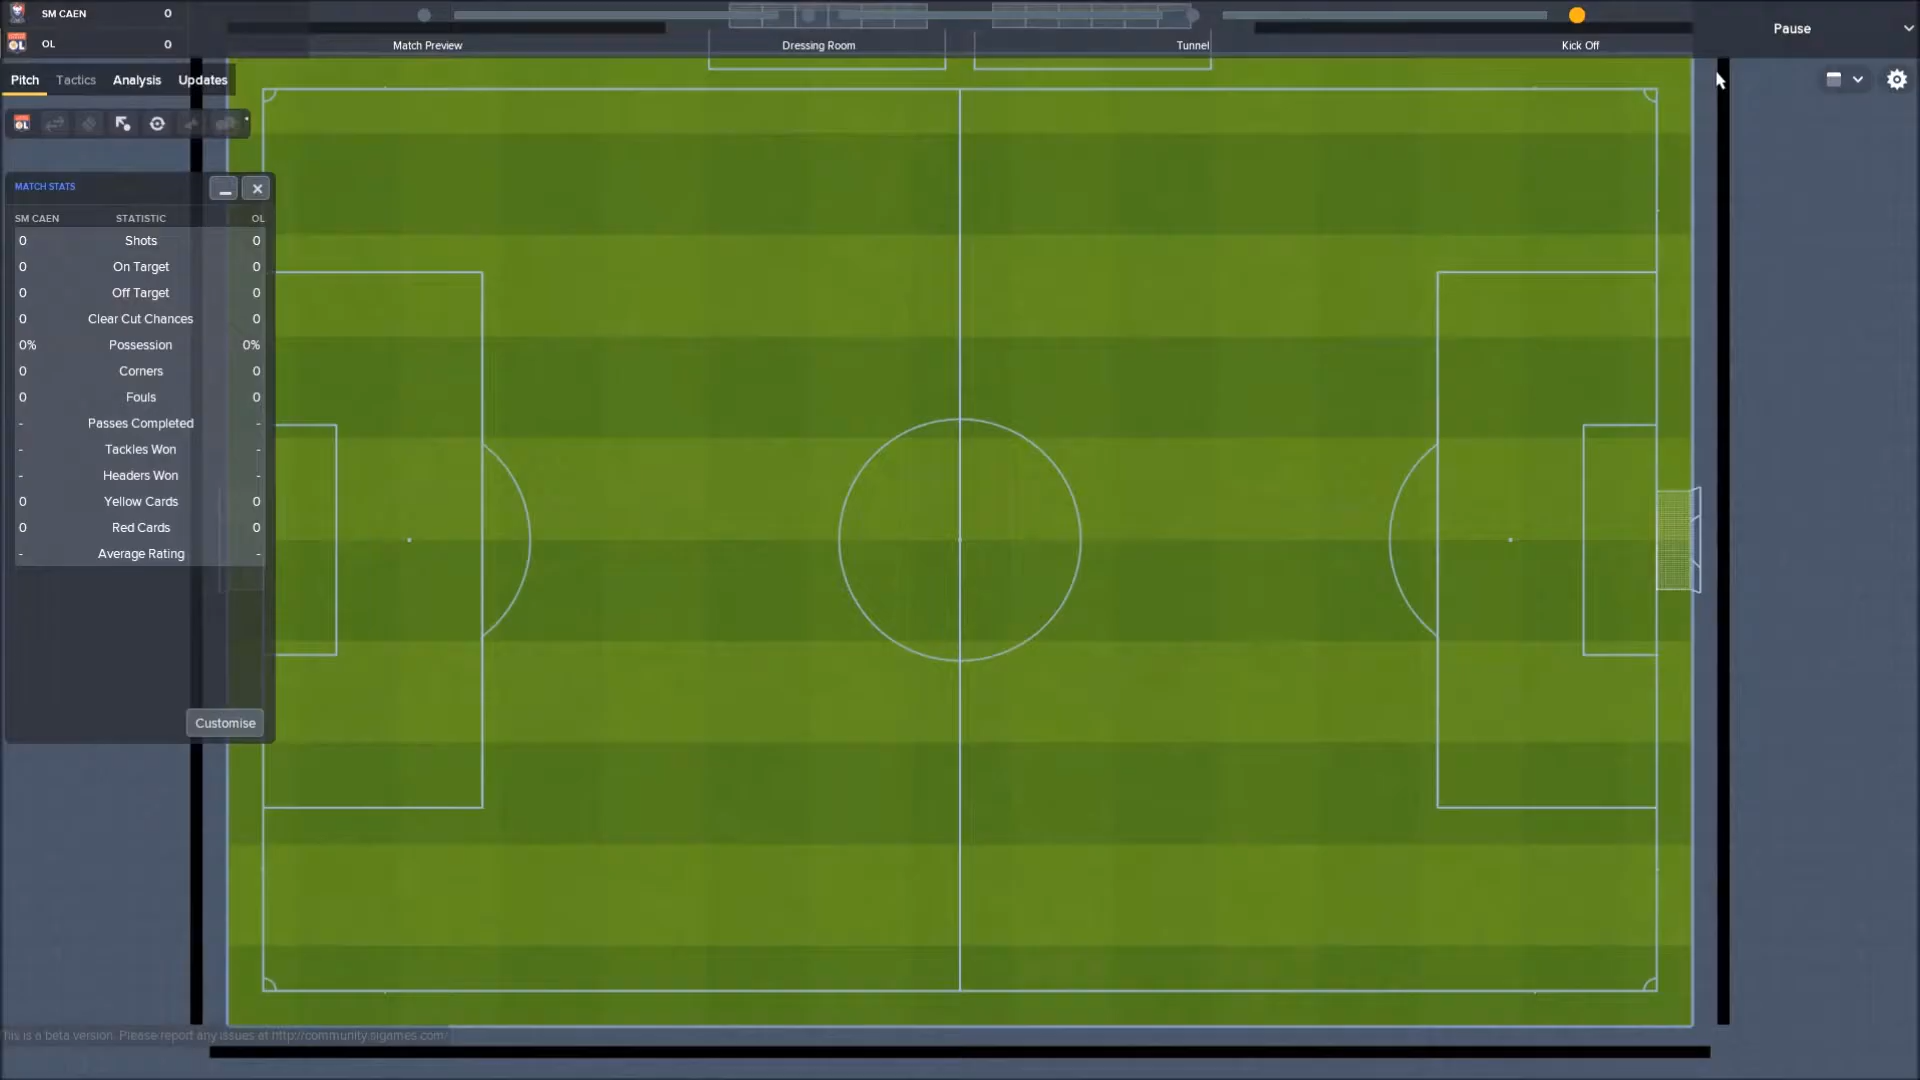 SM CAEN 0
OL 0
Match Preview
Dressing Room
Tunnel
Kick Off
Pause
Pitch Tactics Analysis Updates
OL
MATCH STATS
SM CAEN STATISTIC OL
0 Shots 0
0 On Target 0
0 Off Target 0
0 Clear Cut Chances 0
0% Possession 0%
0 Corners 0
0 Fouls 0
- Passes Completed -
- Tackles Won -
- Headers Won -
0 Yellow Cards 0
0 Red Cards 0
- Average Rating -
Customise
This is a beta version. Please report any issues at http://community.sigames.com/